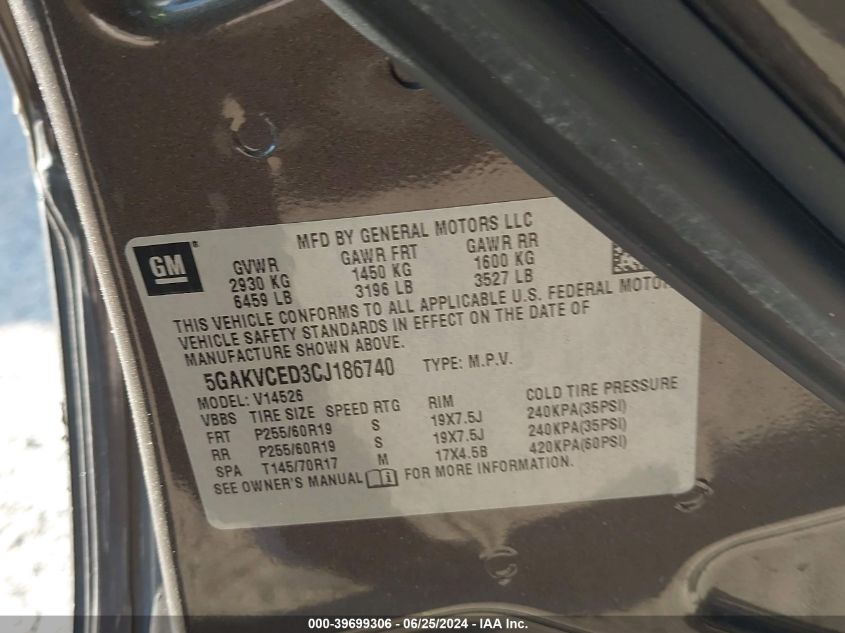 GM ®
MFD BY GENERAL MOTORS LLC
GVWR GAWR FRT GAWR RR
2930 KG 1450 KG 1600 KG
6459 LB 3196 LB 3527 LB
THIS VEHICLE CONFORMS TO ALL APPLICABLE U.S. FEDERAL MOTOR
VEHICLE SAFETY STANDARDS IN EFFECT ON THE DATE OF
MANUFACTURE SHOWN ABOVE.
5GAKVCED3CJ186740 TYPE: M.P.V.
MODEL: V14526
VBBS TIRE SIZE SPEED RTG RIM COLD TIRE PRESSURE
FRT P255/60R19 S 19X7.5J 240KPA(35PSI)
RR P255/60R19 S 19X7.5J 240KPA(35PSI)
SPA T145/70R17 M 17X4.5B 420KPA(60PSI)
SEE OWNER'S MANUAL FOR MORE INFORMATION.
000-39699306 - 06/25/2024 - IAA Inc.